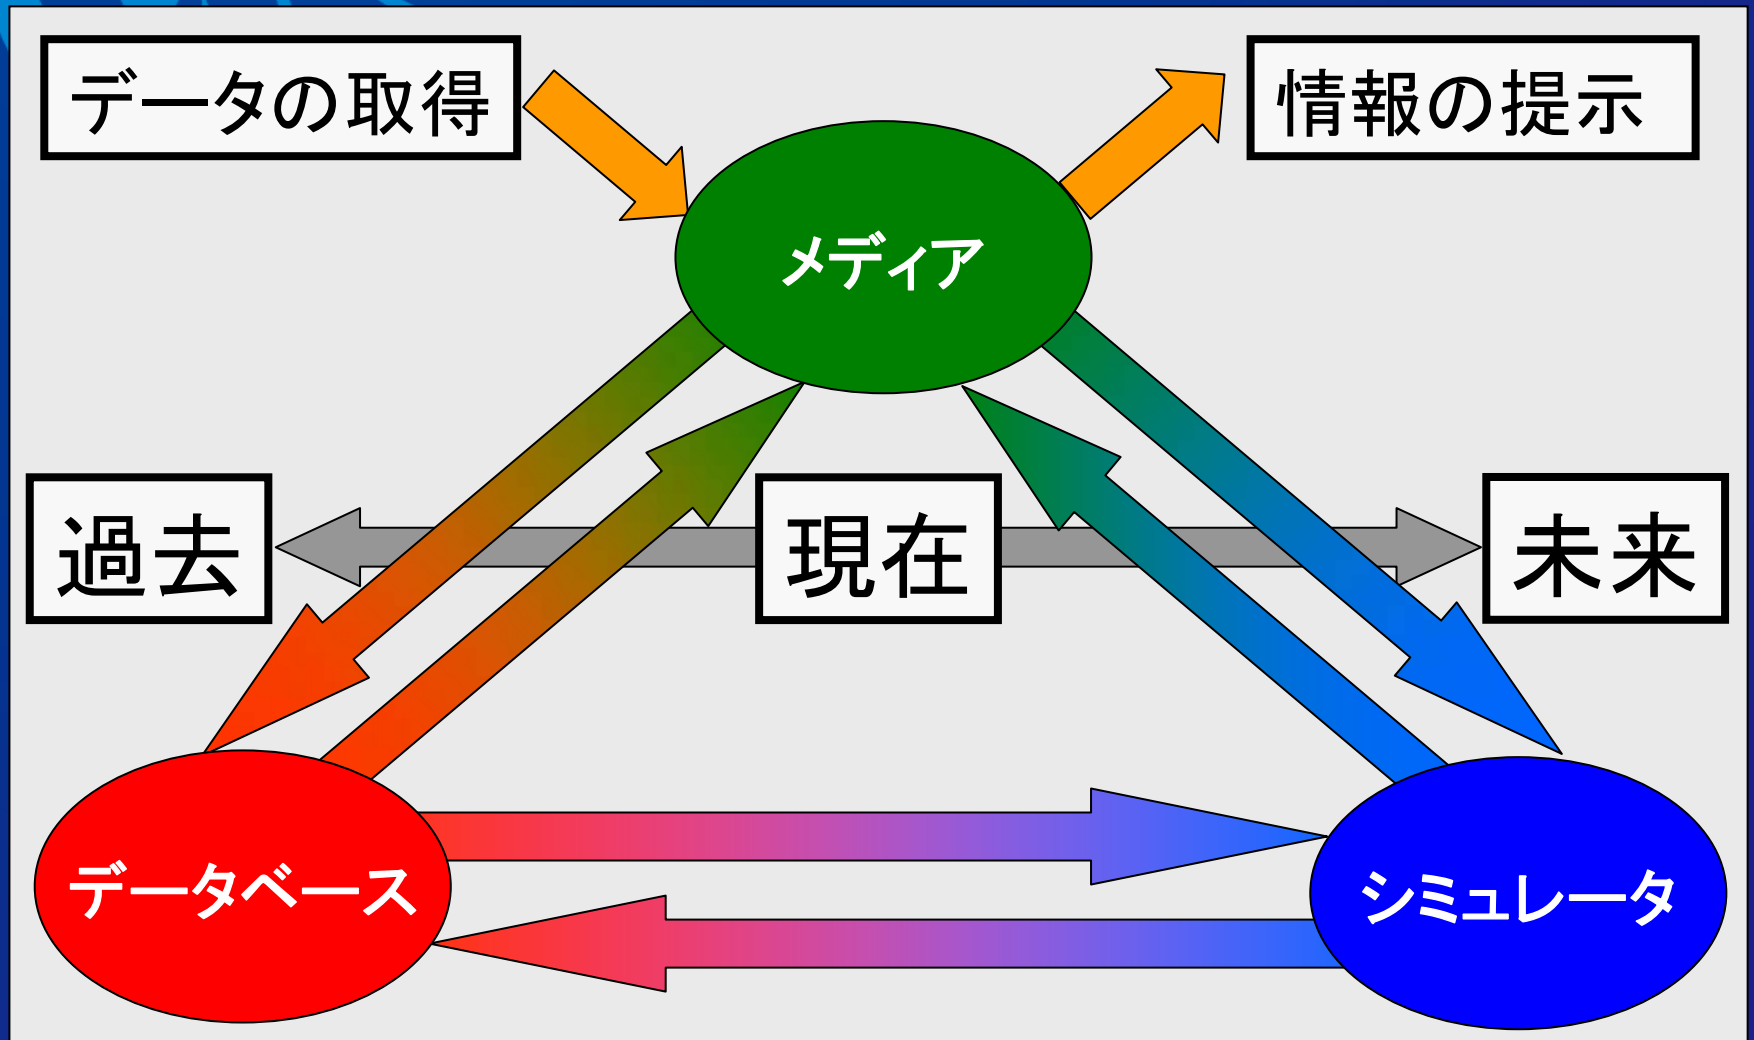 データの取得
情報の提示
メディア
過去
現在
未来
データベース
シミュレータ